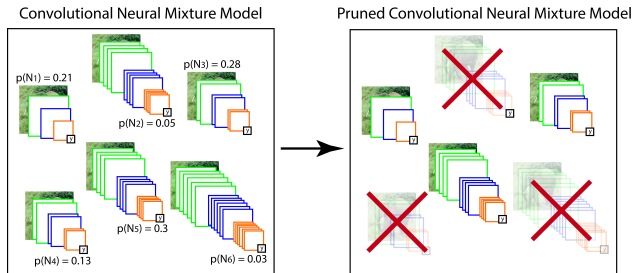 Convolutional Neural Mixture Model
Pruned Convolutional Neural Mixture Model
p(N₁) = 0.21
p(N₃) = 0.28
p(N₂) = 0.05
y
y
y
p(N₅) = 0.3
p(N₄) = 0.13
p(N₆) = 0.03
y
y
y
y
y
y
y
y
y